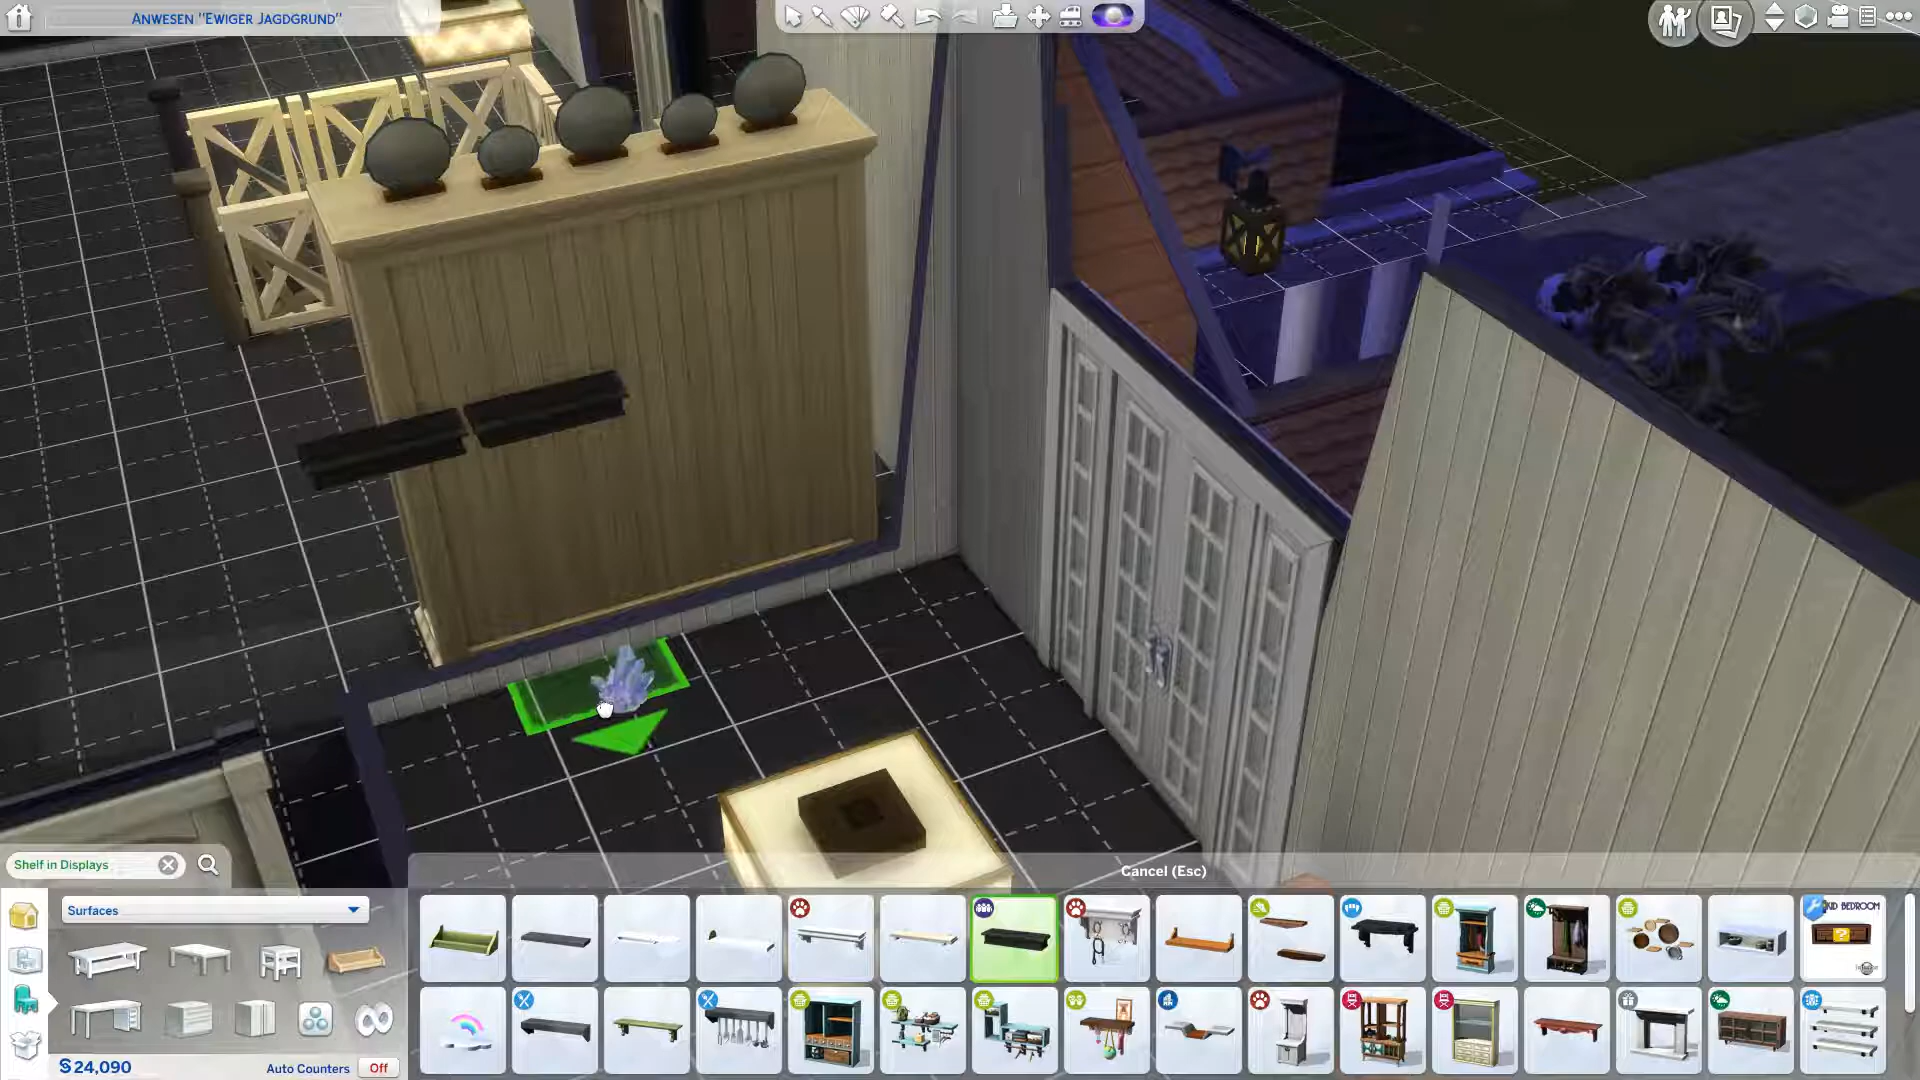 Anwesen "Ewiger Jagdgrund"
Shelf in Displays
Cancel (Esc)
Surfaces
KID BEDROOM
?
§24,090
Auto Counters
Off